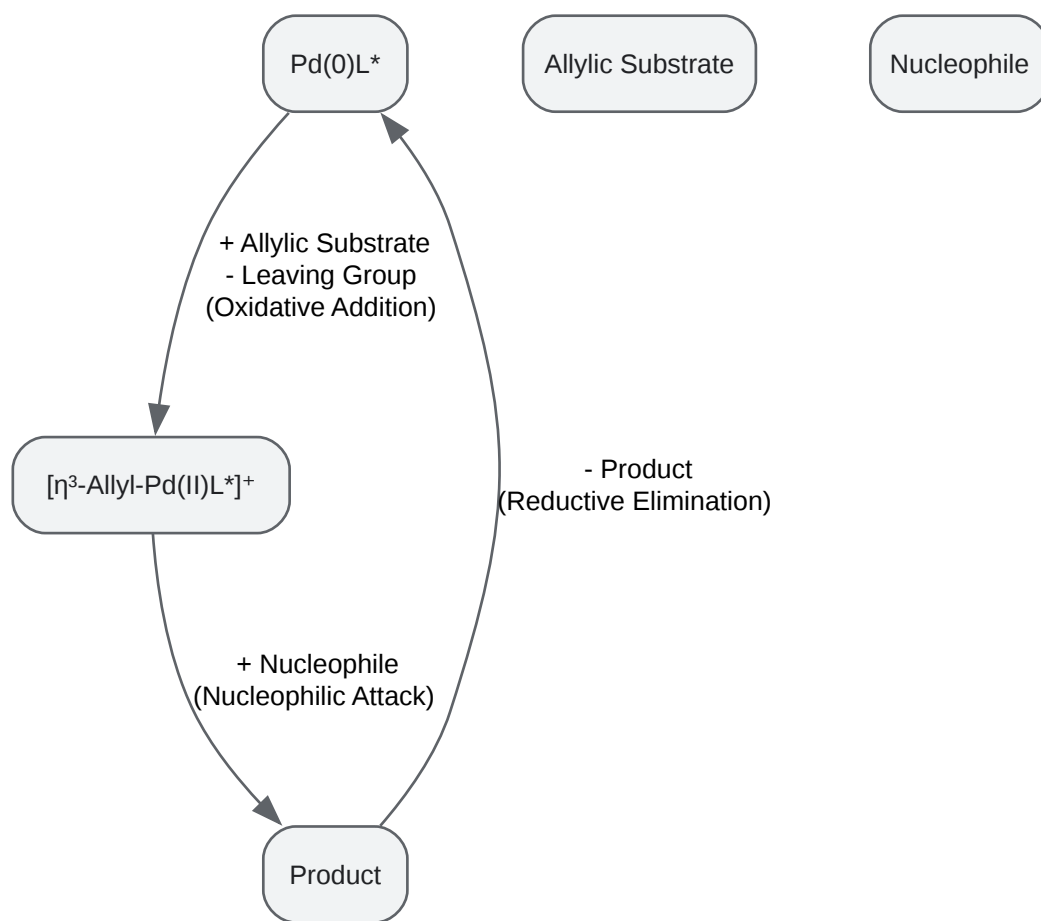 Pd(0)L*
Allylic Substrate
Nucleophile
+ Allylic Substrate
- Leaving Group
(Oxidative Addition)
[η³-Allyl-Pd(II)L*]⁺
- Product
(Reductive Elimination)
+ Nucleophile
(Nucleophilic Attack)
Product